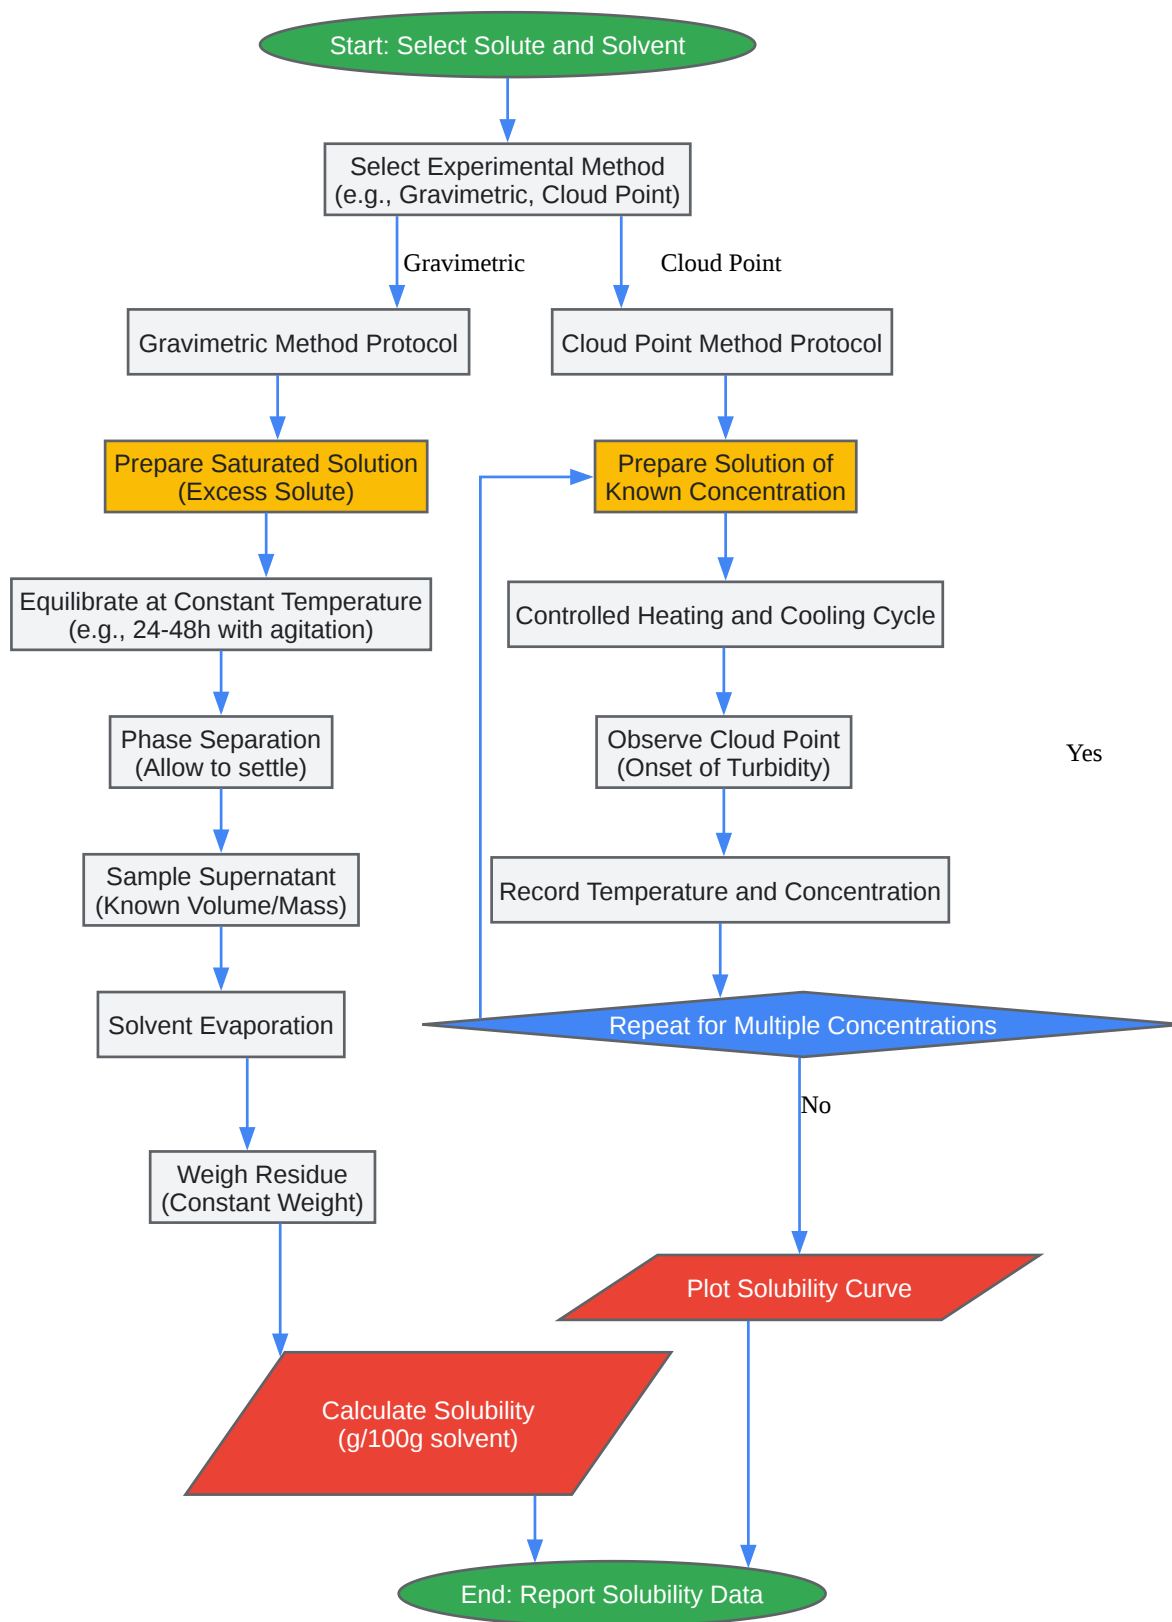 Start: Select Solute and Solvent
Select Experimental Method
(e.g., Gravimetric, Cloud Point)
Gravimetric
Cloud Point
Gravimetric Method Protocol
Cloud Point Method Protocol
Prepare Saturated Solution
(Excess Solute)
Prepare Solution of
Known Concentration
Equilibrate at Constant Temperature
(e.g., 24-48h with agitation)
Controlled Heating and Cooling Cycle
Phase Separation
(Allow to settle)
Observe Cloud Point
(Onset of Turbidity)
Yes
Sample Supernatant
(Known Volume/Mass)
Record Temperature and Concentration
Solvent Evaporation
Repeat for Multiple Concentrations
No
Weigh Residue
(Constant Weight)
Plot Solubility Curve
Calculate Solubility
(g/100g solvent)
End: Report Solubility Data